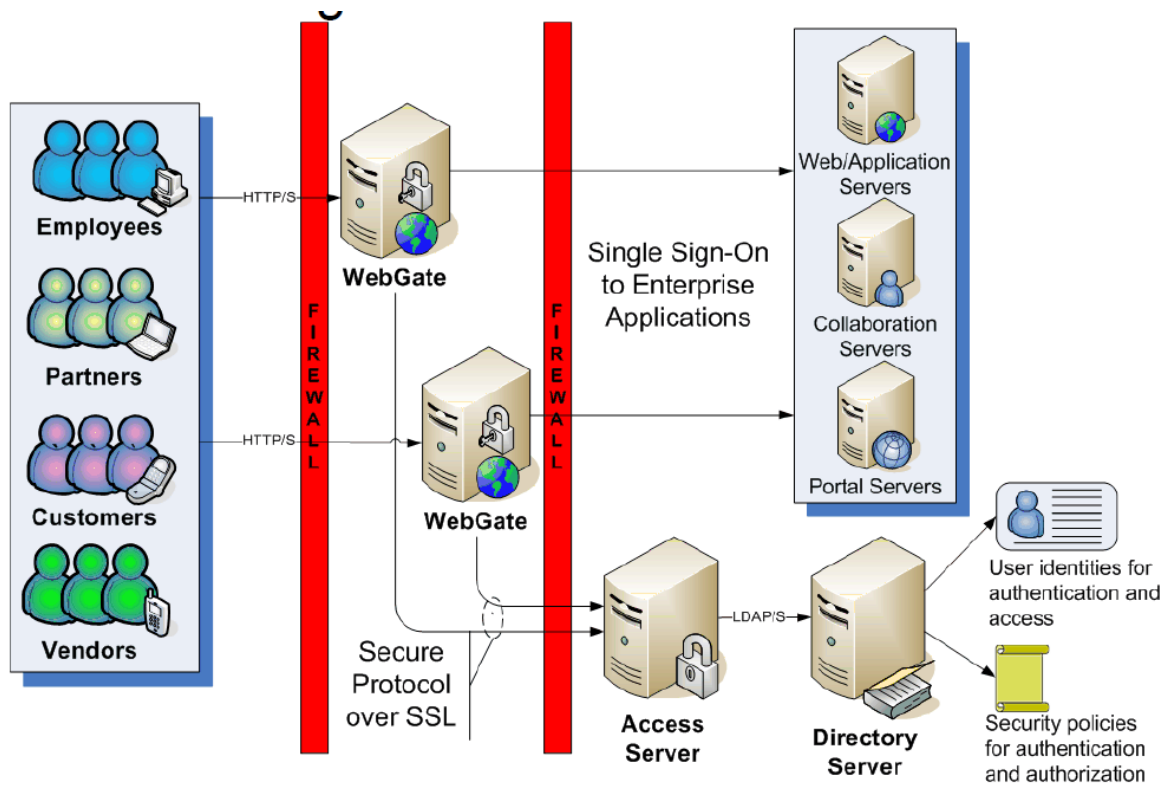 g
Employees
Partners
Customers
Vendors
HTTP/S
HTTP/S
FIREWALL
WebGate
WebGate
Secure
Protocol
over SSL
FIREWALL
Single Sign-On
to Enterprise
Applications
Web/Application
Servers
Collaboration
Servers
Portal Servers
Access
Server
LDAP/S
Directory
Server
User identities for
authentication and
access
Security policies
for authentication
and authorization